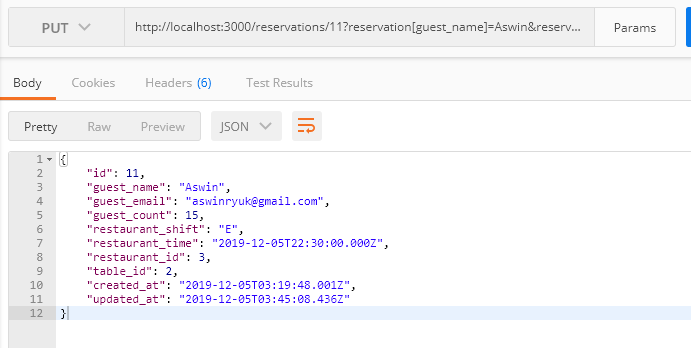 PUT http://localhost:3000/reservations/11?reservation[guest_name]=Aswin&reserv... Params
Body Cookies Headers (6) Test Results
Pretty Raw Preview JSON
1 {
2 "id": 11,
3 "guest_name": "Aswin",
4 "guest_email": "aswinryuk@gmail.com",
5 "guest_count": 15,
6 "restaurant_shift": "E",
7 "restaurant_time": "2019-12-05T22:30:00.000Z",
8 "restaurant_id": 3,
9 "table_id": 2,
10 "created_at": "2019-12-05T03:19:48.001Z",
11 "updated_at": "2019-12-05T03:45:08.436Z"
12 }